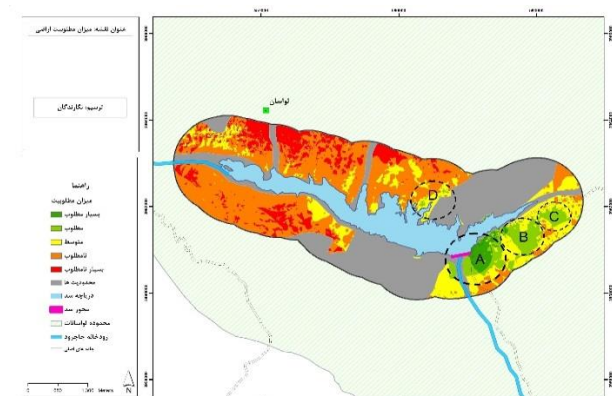 عنوان نقشه: میزان مطلوبیت اراضی
ترسیم: نگارندگان
راهنما
میزان مطلوبیت
بسیار مطلوب
مطلوب
متوسط
نامطلوب
بسیار نامطلوب
محدودیت ها
دریاچه سد
محور سد
محدوده لواسانات
رودخانه جاجرود
لواسان
A
B
C
D
N